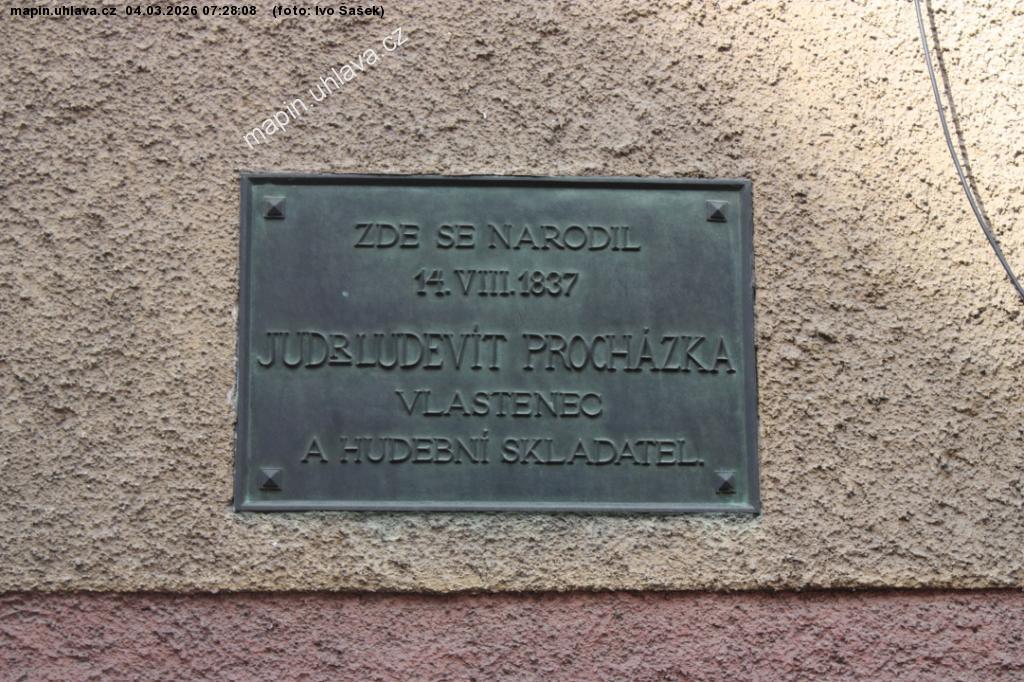 mapin.uhlava.cz 04.03.2026 07:28:08 (foto: Ivo Sašek)
mapin.uhlava.cz
ZDE SE NARODIL
14. VIII. 1837
JUDR LUDEVÍT PROCHÁZKA
VLASTENEC
A HUDEBNÍ SKLADATEL.